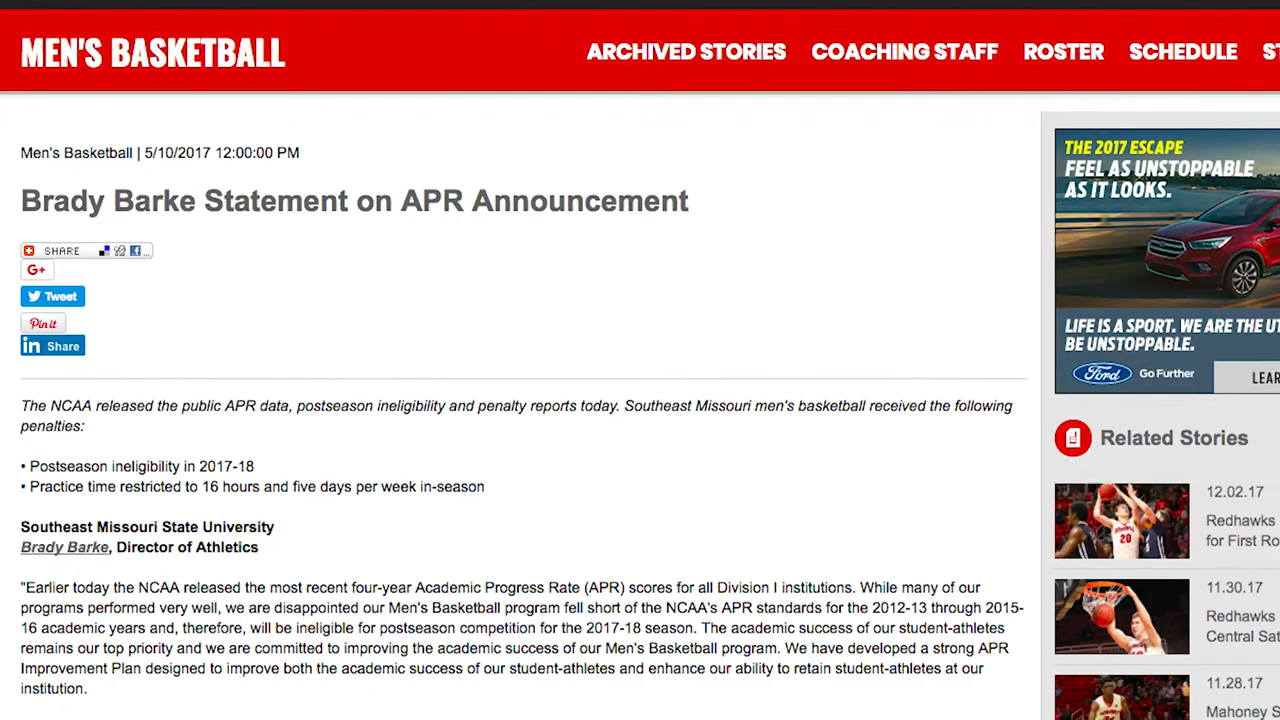 MEN'S BASKETBALL
ARCHIVED STORIES COACHING STAFF ROSTER SCHEDULE
Men's Basketball | 5/10/2017 12:00:00 PM
Brady Barke Statement on APR Announcement
SHARE ...
G+
Tweet
Pin it
in Share
The NCAA released the public APR data, postseason ineligibility and penalty reports today. Southeast Missouri men's basketball received the following
penalties:
• Postseason ineligibility in 2017-18
• Practice time restricted to 16 hours and five days per week in-season
Southeast Missouri State University
Brady Barke, Director of Athletics
"Earlier today the NCAA released the most recent four-year Academic Progress Rate (APR) scores for all Division I institutions. While many of our
programs performed very well, we are disappointed our Men's Basketball program fell short of the NCAA's APR standards for the 2012-13 through 2015-
16 academic years and, therefore, will be ineligible for postseason competition for the 2017-18 season. The academic success of our student-athletes
remains our top priority and we are committed to improving the academic success of our Men's Basketball program. We have developed a strong APR
Improvement Plan designed to improve both the academic success of our student-athletes and enhance our ability to retain student-athletes at our
institution.
THE 2017 ESCAPE
FEEL AS UNSTOPPABLE
AS IT LOOKS.
LIFE IS A SPORT. WE ARE THE
BE UNSTOPPABLE.
Ford Go Further
Related Stories
12.02.17
Redhawks
for First
11.30.17
Redhawks
Central
20
11.28.17
Mahoney